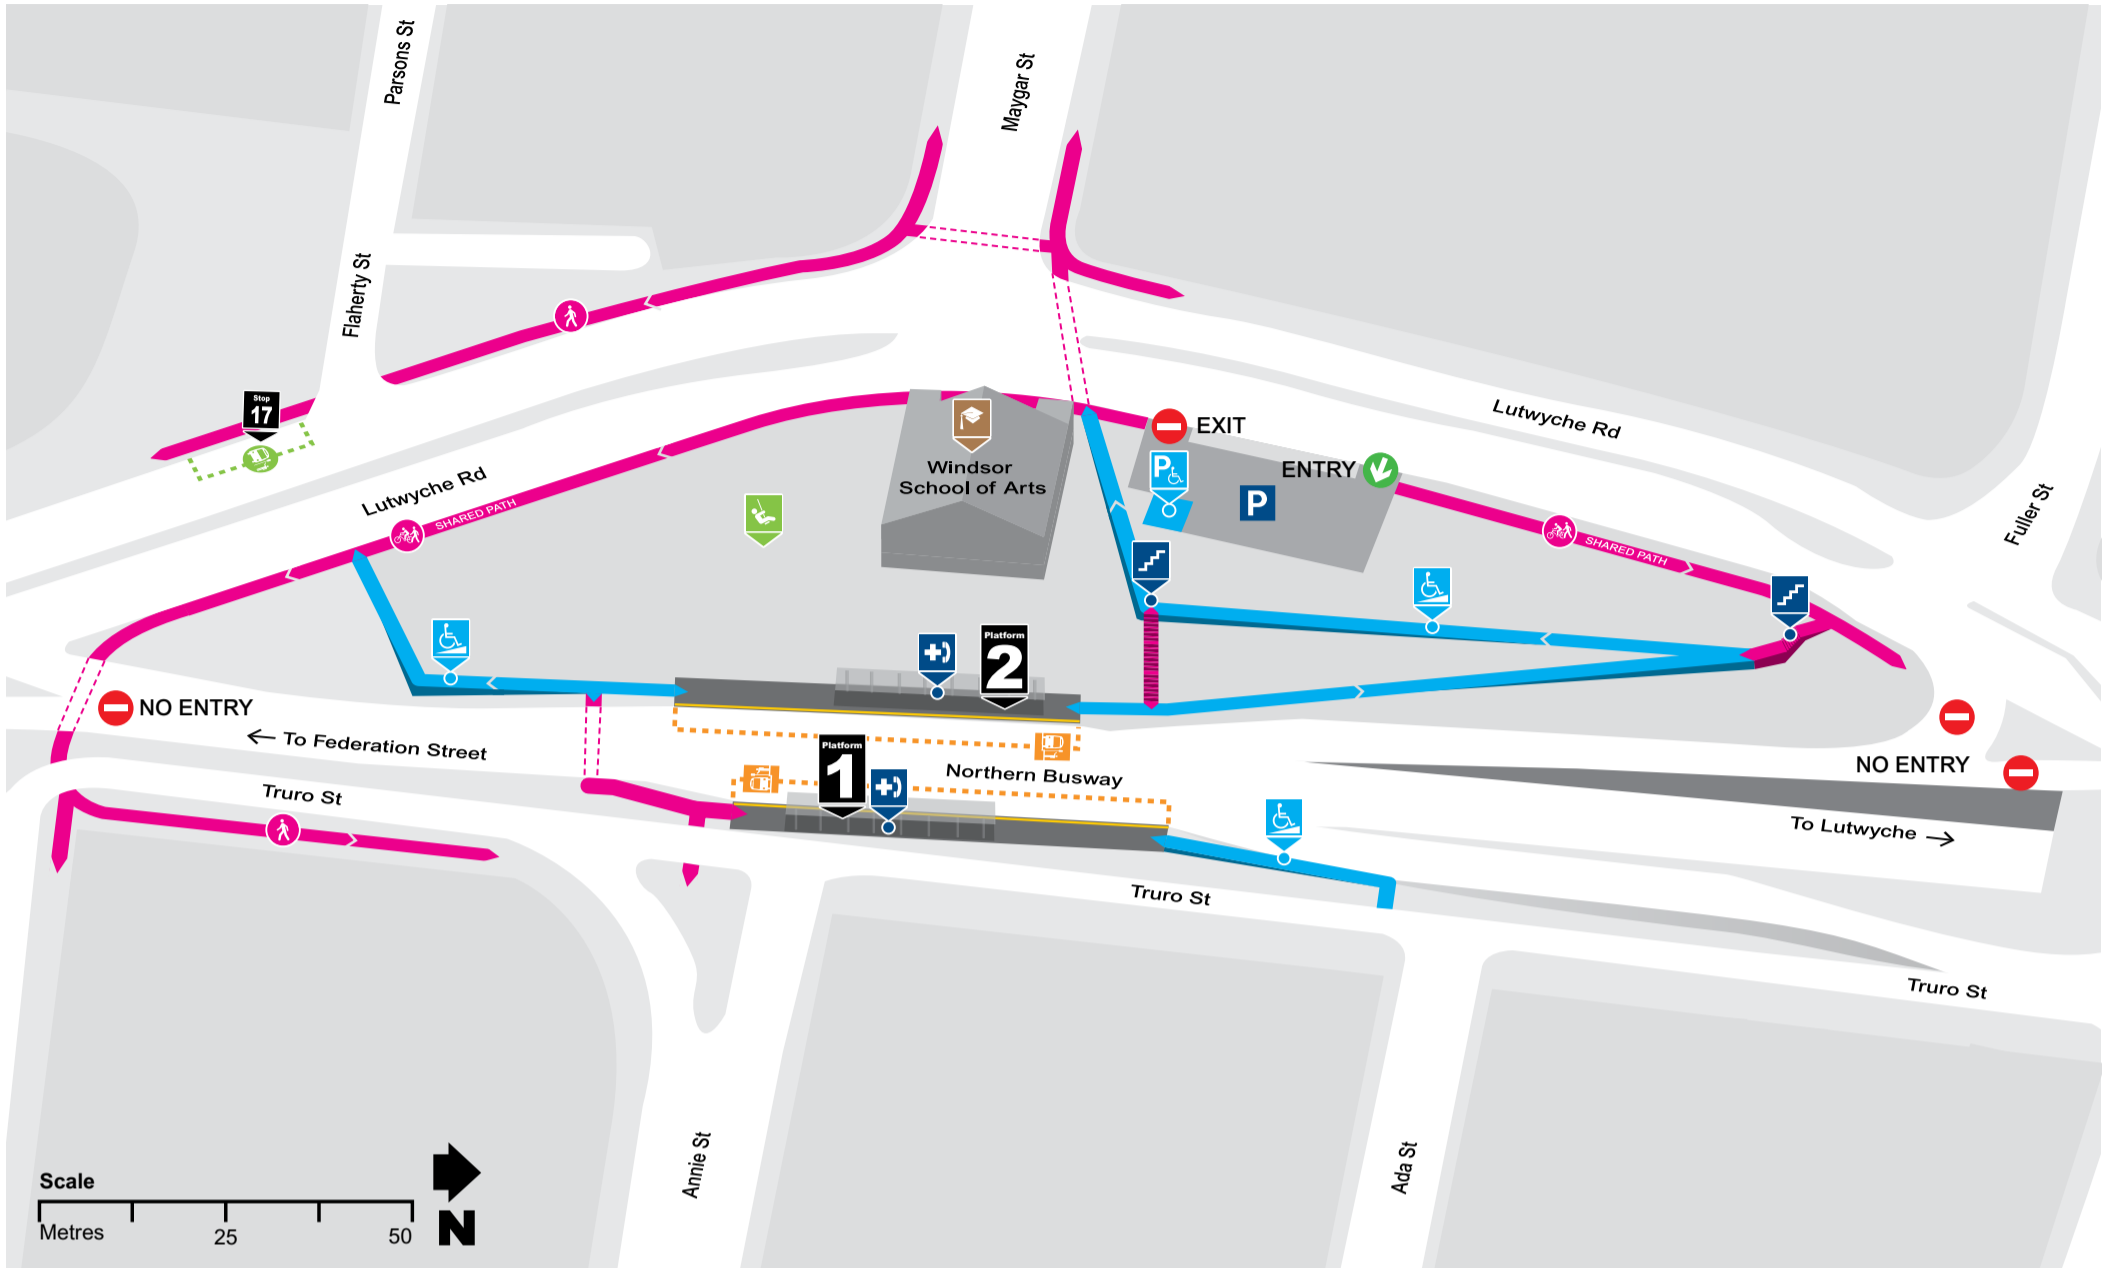 Parsons St
Maygar St
Flaherty St
Stop
17
Lutwyche Rd
EXIT
ENTRY
P
P
Windsor
School of Arts
Lutwyche Rd
SHARED PATH
Fuller St
SHARED PATH
Platform
2
NO ENTRY
To Federation Street
Platform
1
Northern Busway
NO ENTRY
Truro St
To Lutwyche
Truro St
Truro St
Annie St
Ada St
Scale
Metres
25
50
N